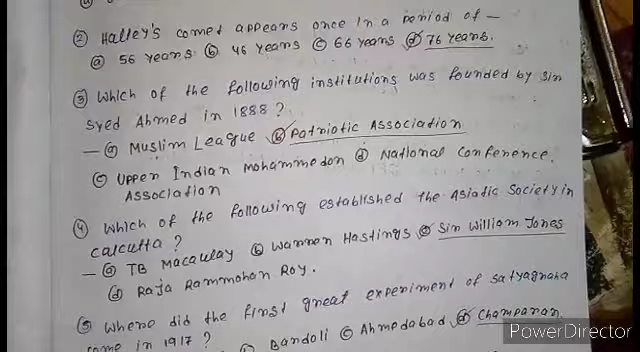 ② Halley's comet appears once in a period of —
ⓐ 56 years ⓑ 46 years ⓒ 66 years ⓓ 76 years.
③ Which of the following institutions was founded by Sir
Syed Ahmed in 1888?
— ⓐ Muslim League ⓑ Patriotic Association
ⓒ Upper Indian Mohammedon ⓓ National Conference.
Association
④ Which of the following established the Asiatic Society in
Calcutta?
— ⓐ TB Macaulay ⓑ Warren Hastings ⓒ Sir William Jones
ⓓ Raja Rammohan Roy.
⑤ Where did the first great experiment of satyagraha
come in 1917?
Bardoli ⓒ Ahmedabad ⓓ Champaran
PowerDirector